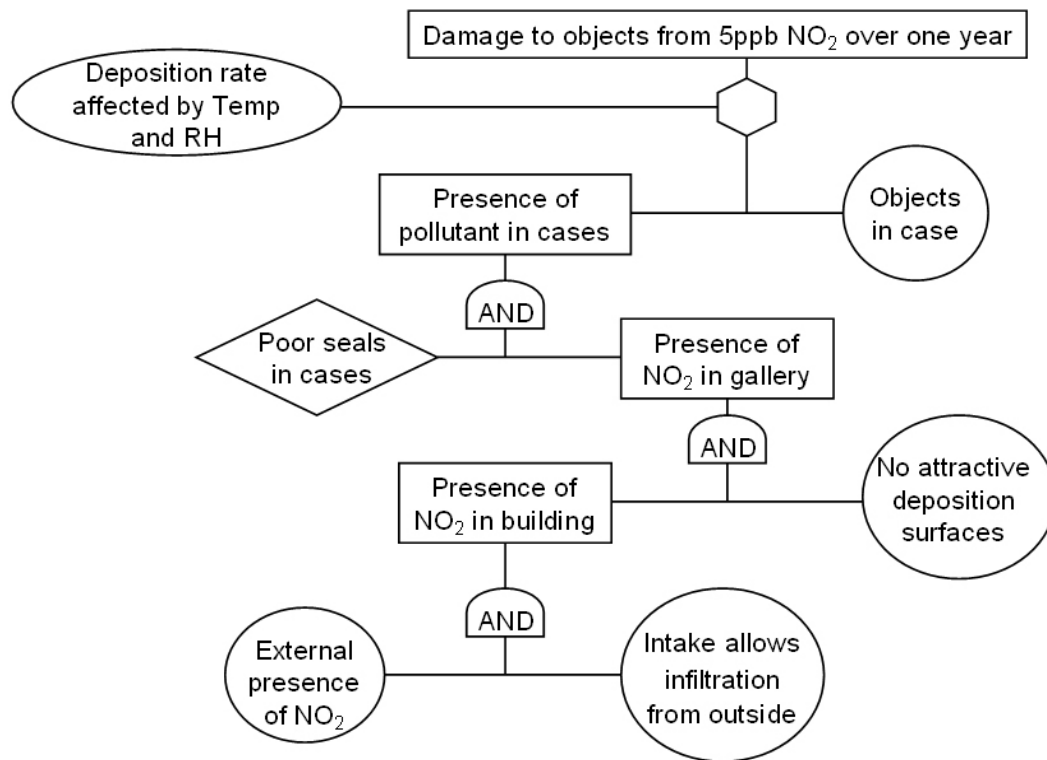 Damage to objects from 5ppb NO₂ over one year
Deposition rate
affected by Temp
and RH
Presence of
pollutant in cases
Objects
in case
AND
Poor seals
in cases
Presence of
NO₂ in gallery
AND
Presence of
NO₂ in building
No attractive
deposition
surfaces
AND
External
presence
of NO₂
Intake allows
infiltration
from outside